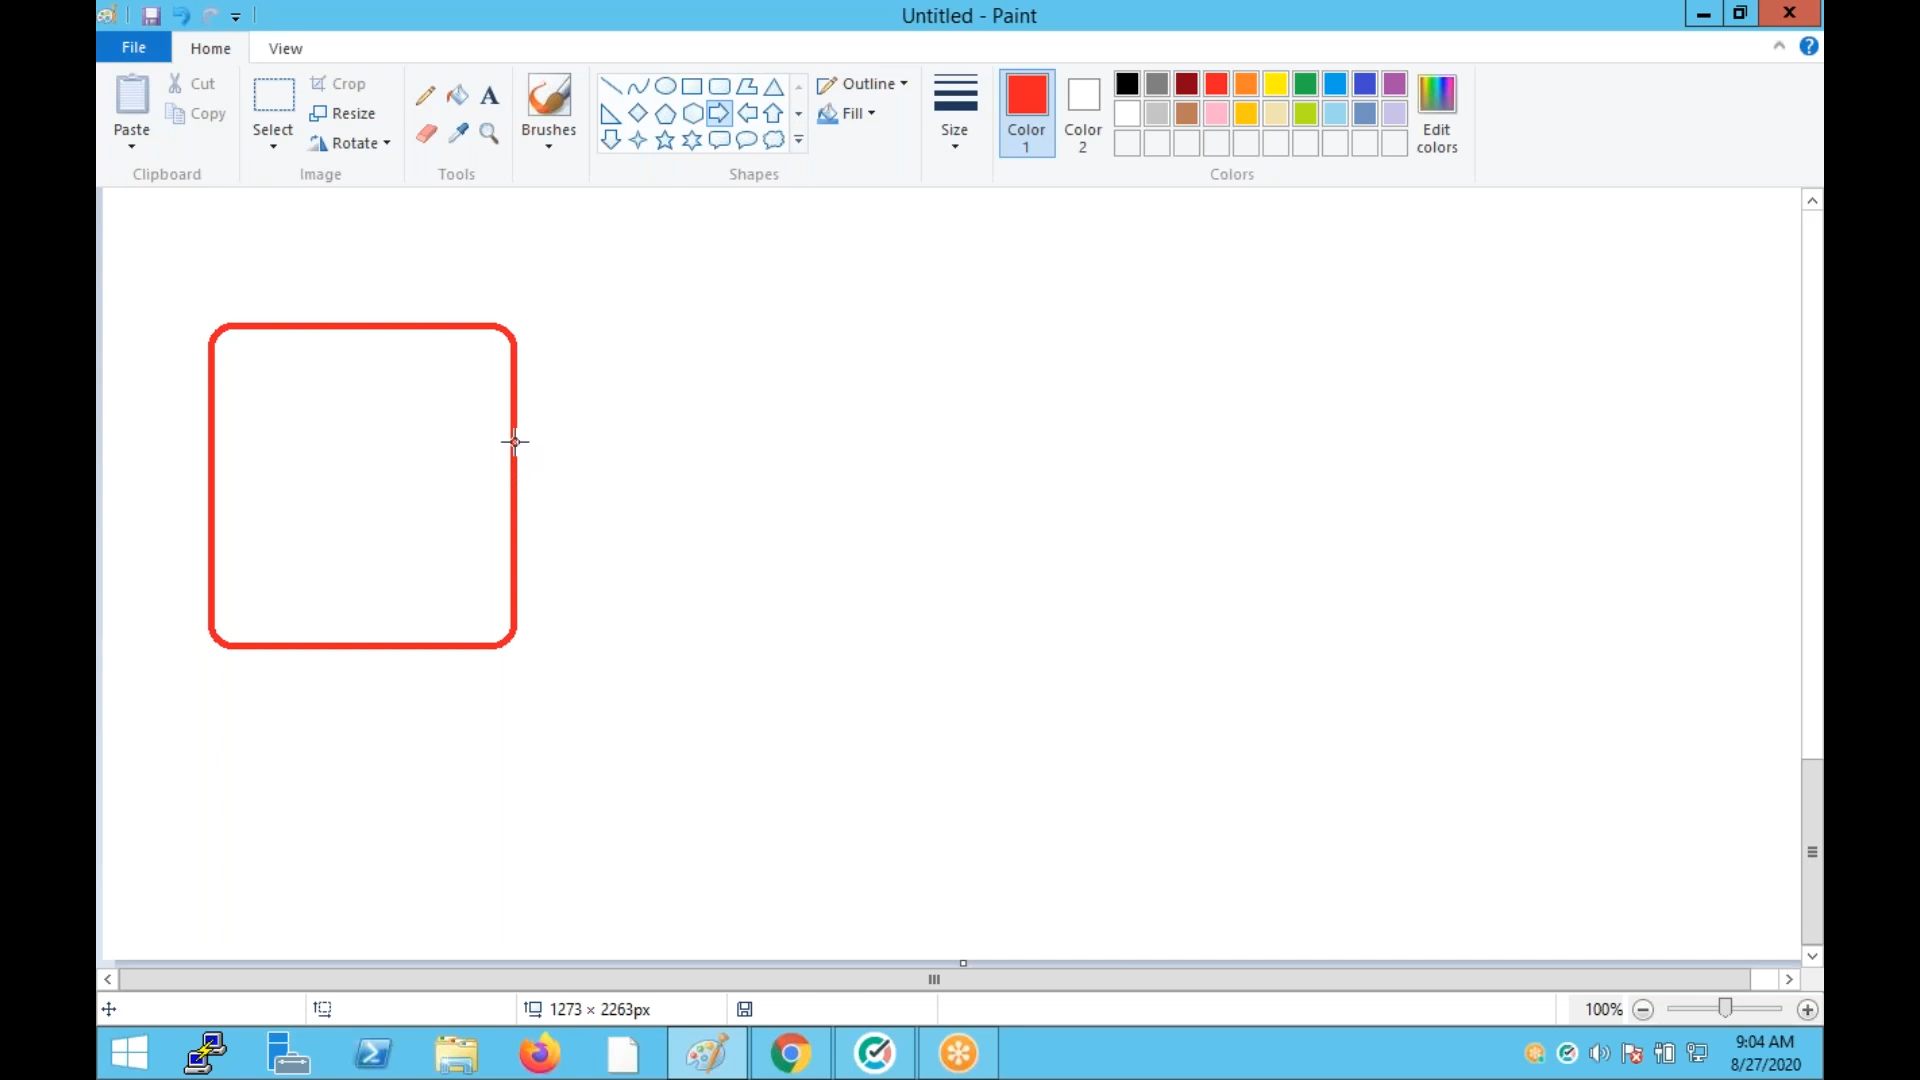 Untitled - Paint
File
Home
View
Paste
Cut
Copy
Clipboard
Select
Crop
Resize
Rotate
Image
A
Tools
Brushes
Shapes
Outline
Fill
Size
Color
1
Color
2
Edit
colors
Colors
1273 × 2263px
100%
9:04 AM
8/27/2020